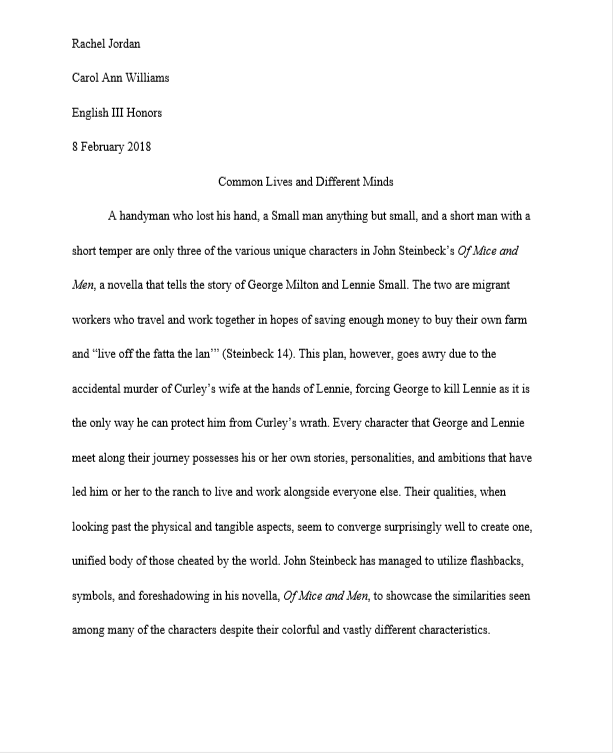 Rachel Jordan
Carol Ann Williams
English III Honors
8 February 2018
Common Lives and Different Minds
A handyman who lost his hand, a Small man anything but small, and a short man with a
short temper are only three of the various unique characters in John Steinbeck’s Of Mice and
Men, a novella that tells the story of George Milton and Lennie Small. The two are migrant
workers who travel and work together in hopes of saving enough money to buy their own farm
and “live off the fatta the lan’” (Steinbeck 14). This plan, however, goes awry due to the
accidental murder of Curley’s wife at the hands of Lennie, forcing George to kill Lennie as it is
the only way he can protect him from Curley’s wrath. Every character that George and Lennie
meet along their journey possesses his or her own stories, personalities, and ambitions that have
led him or her to the ranch to live and work alongside everyone else. Their qualities, when
looking past the physical and tangible aspects, seem to converge surprisingly well to create one,
unified body of those cheated by the world. John Steinbeck has managed to utilize flashbacks,
symbols, and foreshadowing in his novella, Of Mice and Men, to showcase the similarities seen
among many of the characters despite their colorful and vastly different characteristics.